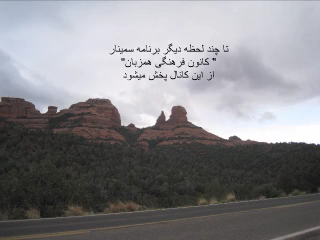 تا چند لحظه دیگر برنامه سمینار
" کانون فرهنگی همزبان"
از این کانال پخش میشود